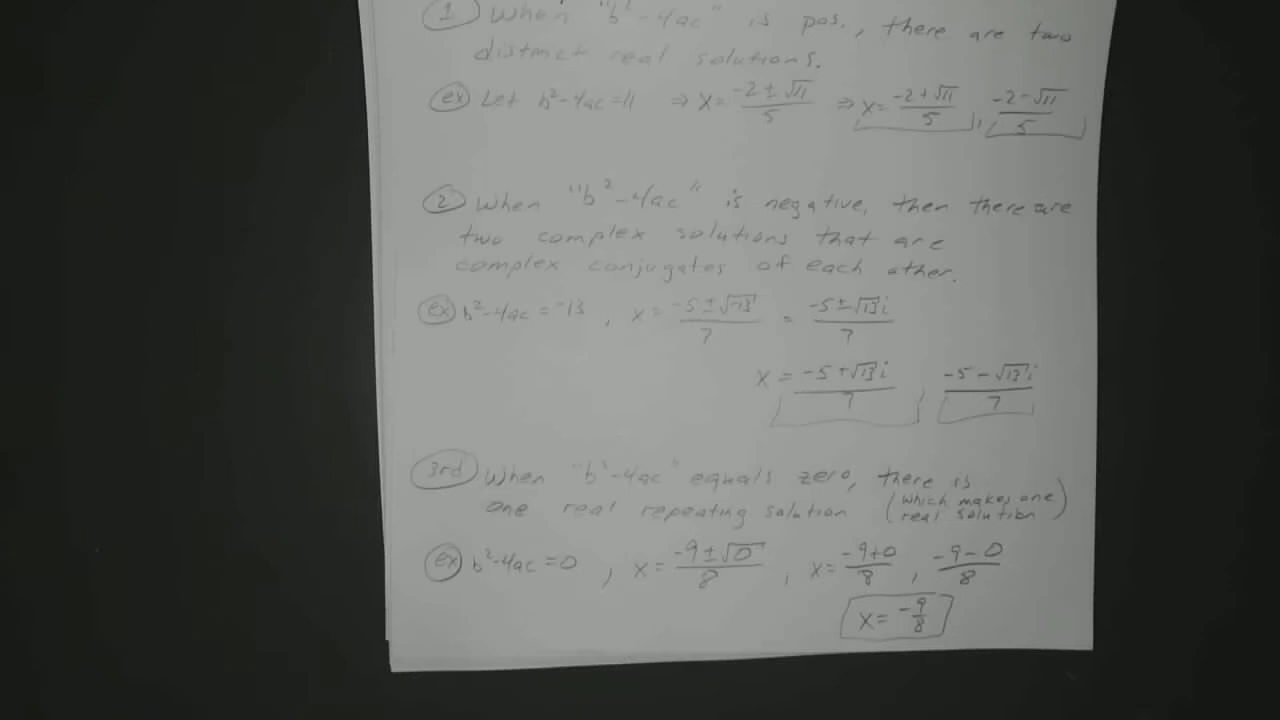 ① When "b²-4ac" is pos., there are two
distinct real solutions.
(ex) Let b²-4ac=11 ⇒ x= (-2±√11)/5 ⇒ x= (-2+√11)/5 , (-2-√11)/5
② When "b²-4ac" is negative, then there are
two complex solutions that are
complex conjugates of each other.
(ex) b²-4ac = -13 , x = (-5±√-13)/7 = (-5±√13 i)/7
x = (-5+√13 i)/7 , (-5-√13 i)/7
(3rd) When "b²-4ac" equals zero, there is
one real repeating solution (which makes one real solution)
(ex) b²-4ac=0 , x= (-9±√0)/8 , x= (-9+0)/8 , (-9-0)/8
x= -9/8